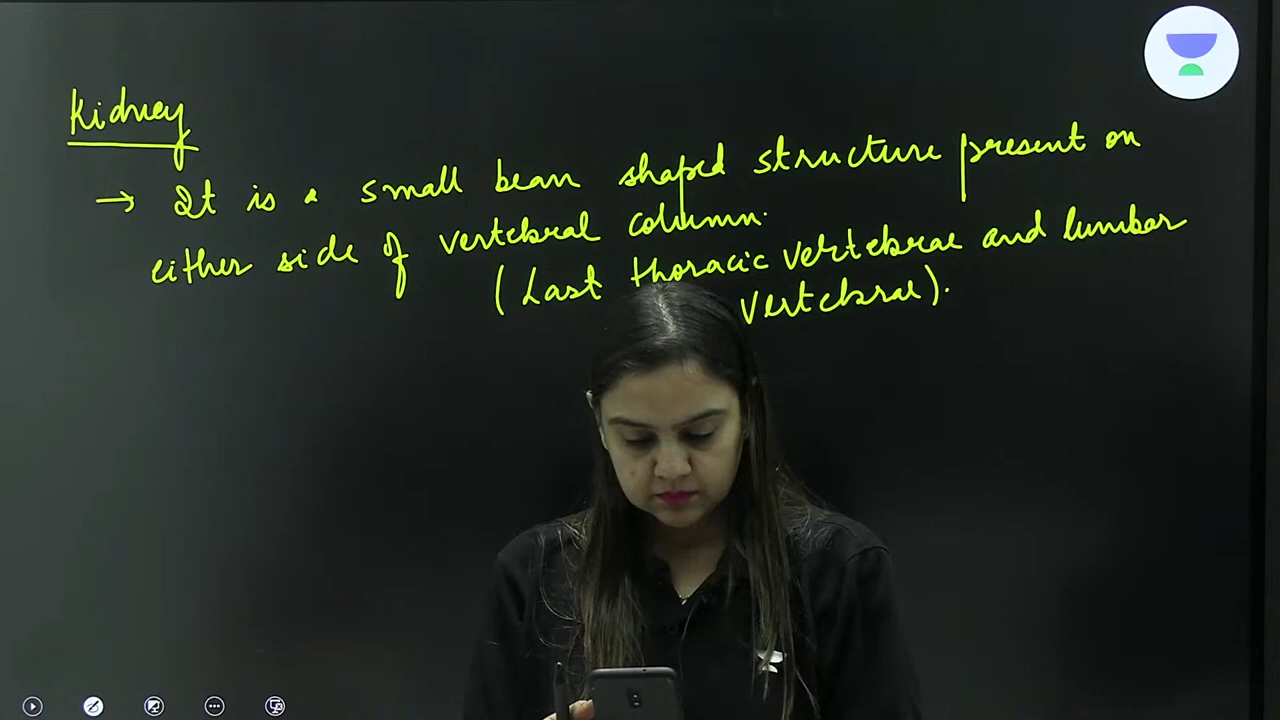 Kidney
→ It is a small bean shaped structure present on
either side of vertebral column.
(Last thoracic vertebrae and lumbar
vertebrae).